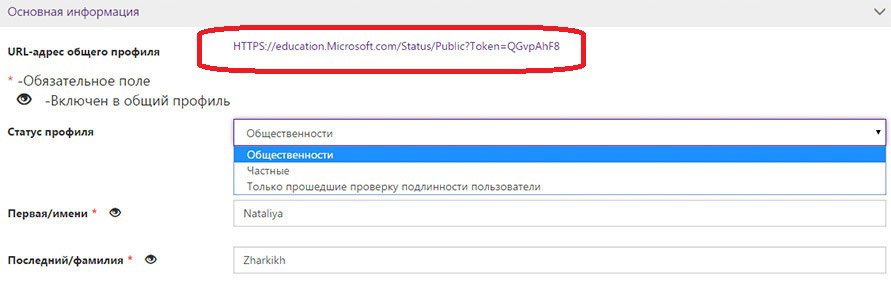 Основная информация
URL-адрес общего профиля HTTPS://education.Microsoft.com/Status/Public?Token=QGvpAhF8
* -Обязательное поле
-Включен в общий профиль
Статус профиля Общественности
Общественности
Частные
Только прошедшие проверку подлинности пользователи
Первая/имени * Nataliya
Последний/фамилия * Zharkikh